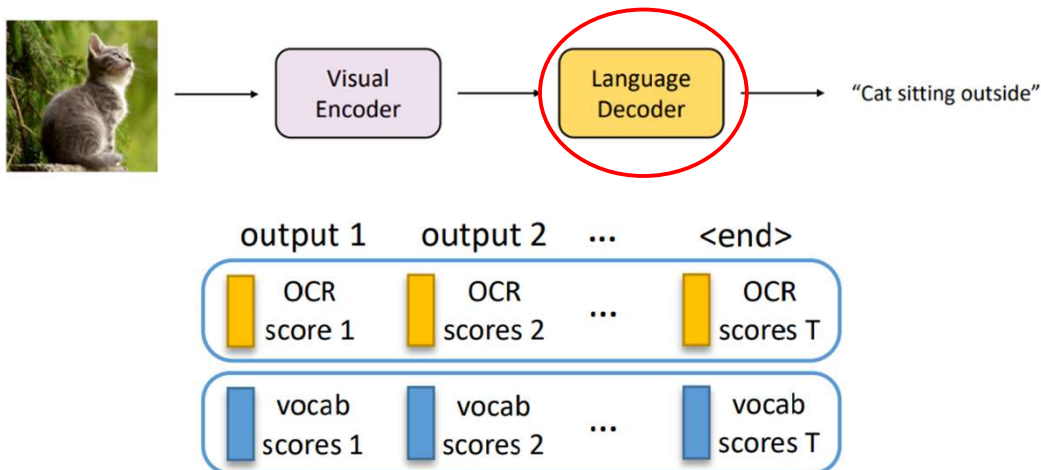 Visual
Encoder
Language
Decoder
“Cat sitting outside”
output 1 output 2 ... <end>
OCR
score 1
OCR
scores 2
...
OCR
scores T
vocab
scores 1
vocab
scores 2
...
vocab
scores T